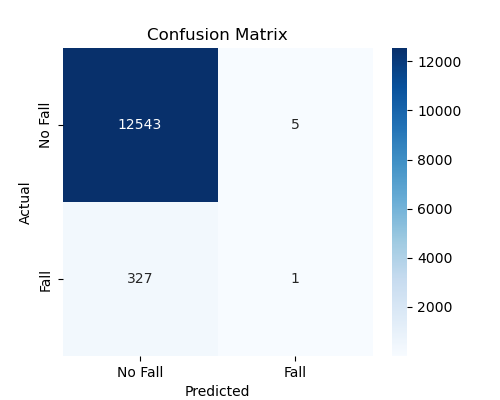 Confusion Matrix
No Fall
12543
5
12000
10000
8000
6000
4000
2000
Actual
Fall
327
1
No Fall
Fall
Predicted